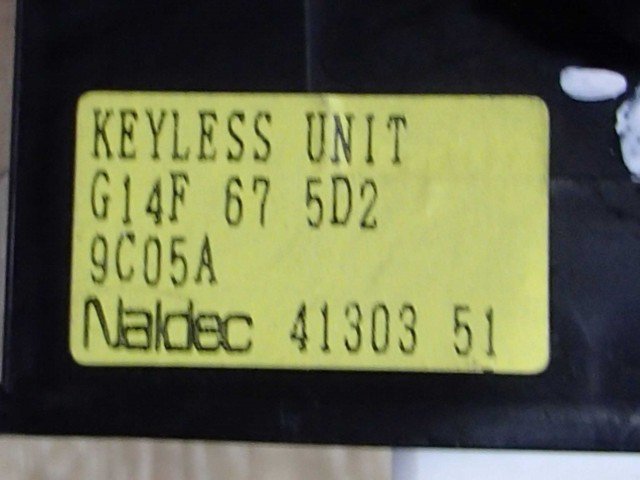 KEYLESS UNIT
G14F 67 5D2
9C05A
Naldec 41303 51